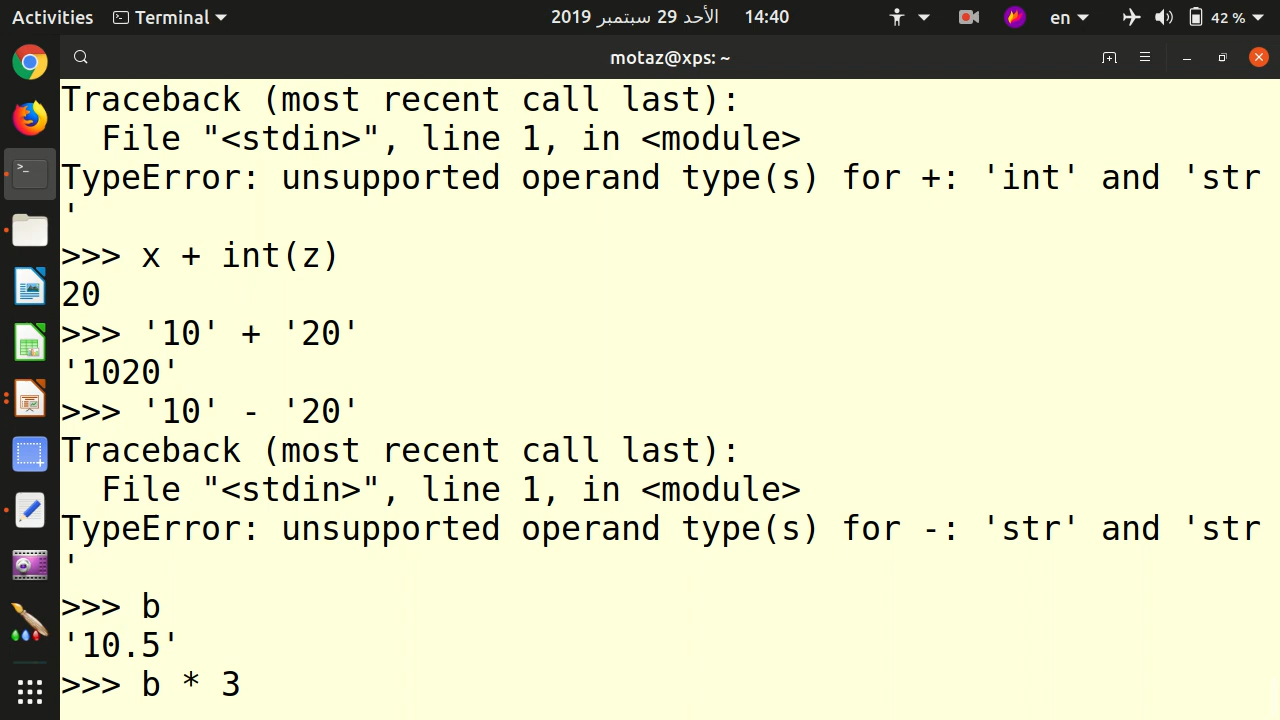 Activities Terminal الأحد 29 سبتمبر 2019 14:40 en 42 %
motaz@xps: ~
Traceback (most recent call last):
  File "<stdin>", line 1, in <module>
TypeError: unsupported operand type(s) for +: 'int' and 'str
'
>>> x + int(z)
20
>>> '10' + '20'
'1020'
>>> '10' - '20'
Traceback (most recent call last):
  File "<stdin>", line 1, in <module>
TypeError: unsupported operand type(s) for -: 'str' and 'str
'
>>> b
'10.5'
>>> b * 3